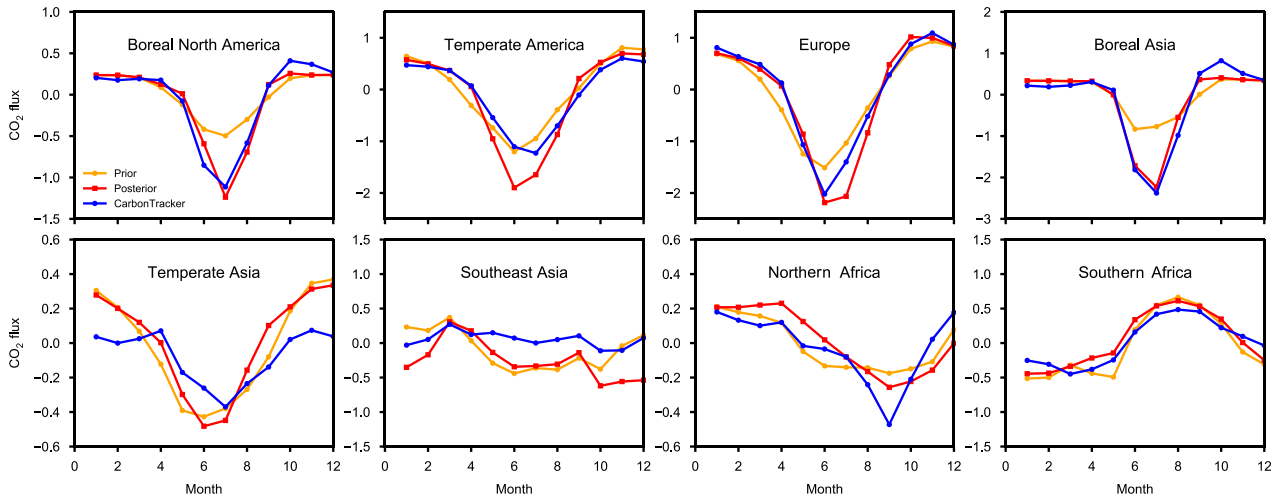 Boreal North America
Temperate America
Europe
Boreal Asia
1.0
0.5
0.0
−0.5
−1.0
−1.5
1
0
−1
−2
1
0
−1
−2
2
1
0
−1
−2
−3
CO2 flux
Prior
Posterior
CarbonTracker
Temperate Asia
Southeast Asia
Northern Africa
Southern Africa
0.6
0.4
0.2
0.0
−0.2
−0.4
−0.6
1.5
1.0
0.5
0.0
−0.5
−1.0
−1.5
0.6
0.4
0.2
0.0
−0.2
−0.4
−0.6
1.5
1.0
0.5
0.0
−0.5
−1.0
−1.5
CO2 flux
0 2 4 6 8 10 12
0 2 4 6 8 10 12
0 2 4 6 8 10 12
0 2 4 6 8 10 12
Month
Month
Month
Month